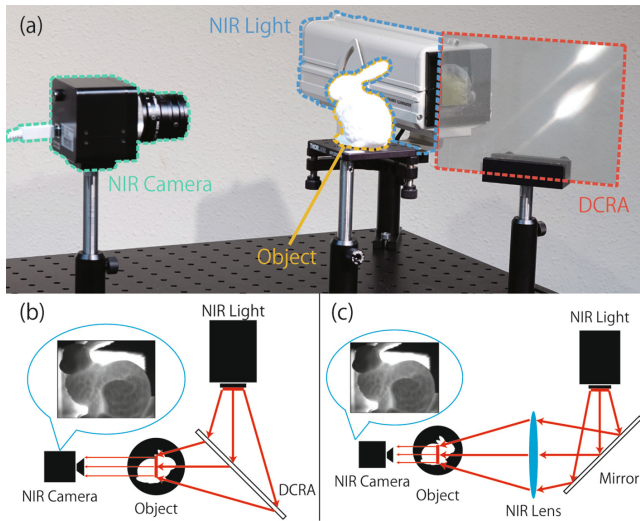 (a)
NIR Light
NIR Camera
Object
DCRA
(b)
NIR Light
NIR Camera
Object
DCRA
(c)
NIR Light
NIR Camera
Object
NIR Lens
Mirror